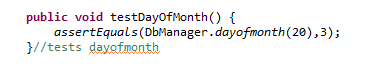 public void testDayOfMonth() {
    assertEquals(DbManager.dayofmonth(20),3);
}//tests dayofmonth